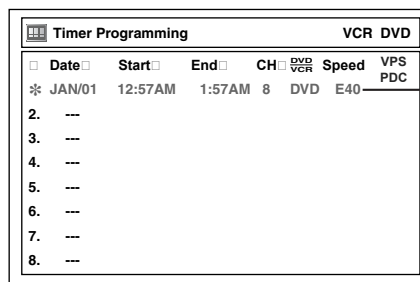 Timer Programming VCR DVD
Date Start End CH DVD VCR Speed VPS PDC
✻ JAN/01 12:57AM 1:57AM 8 DVD E40
2. ---
3. ---
4. ---
5. ---
6. ---
7. ---
8. ---